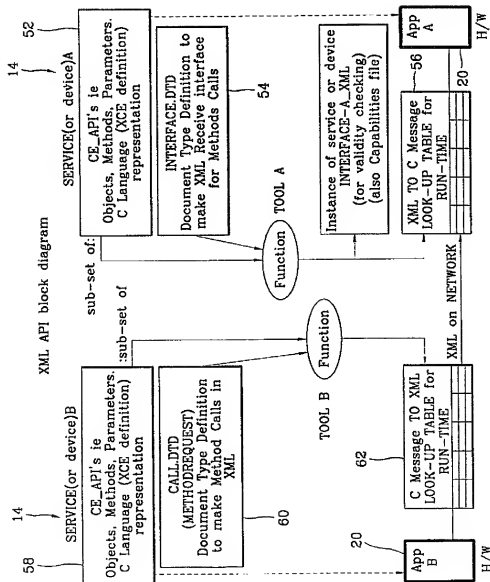 XML API block diagram
14
SERVICE(or device)B
58
CE_API's ie
Objects, Methods, Parameters.
C Language (XCE definition)
representation
:sub-set of
CALL.DTD
(METHODREQUEST)
Document Type Definition
to make Method Calls in
XML
60
TOOL B
Function
62
C Message TO XML
LOOK-UP TABLE for
RUN-TIME
20
App
B
H/W
XML on NETWORK
14
SERVICE(or device)A
52
CE_API's ie
Objects, Methods, Parameters.
C Language (XCE definition)
representation
sub-set of:
INTERFACE.DTD
Document Type Definition to
make XML Receive interface
for Methods Calls
54
Function
TOOL A
Instance of service or device
INTERFACE-A_XML
(for validity checking)
(also Capabilities file)
XML TO C Message
LOOK-UP TABLE for
RUN-TIME
56
20
App
A
H/W